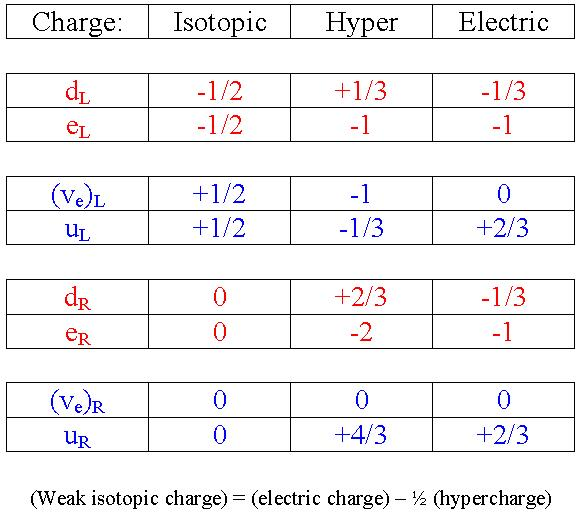 Charge: Isotopic Hyper Electric
d_L -1/2 +1/3 -1/3
e_L -1/2 -1 -1
(v_e)_L +1/2 -1 0
u_L +1/2 -1/3 +2/3
d_R 0 +2/3 -1/3
e_R 0 -2 -1
(v_e)_R 0 0 0
u_R 0 +4/3 +2/3
(Weak isotopic charge) = (electric charge) – ½ (hypercharge)